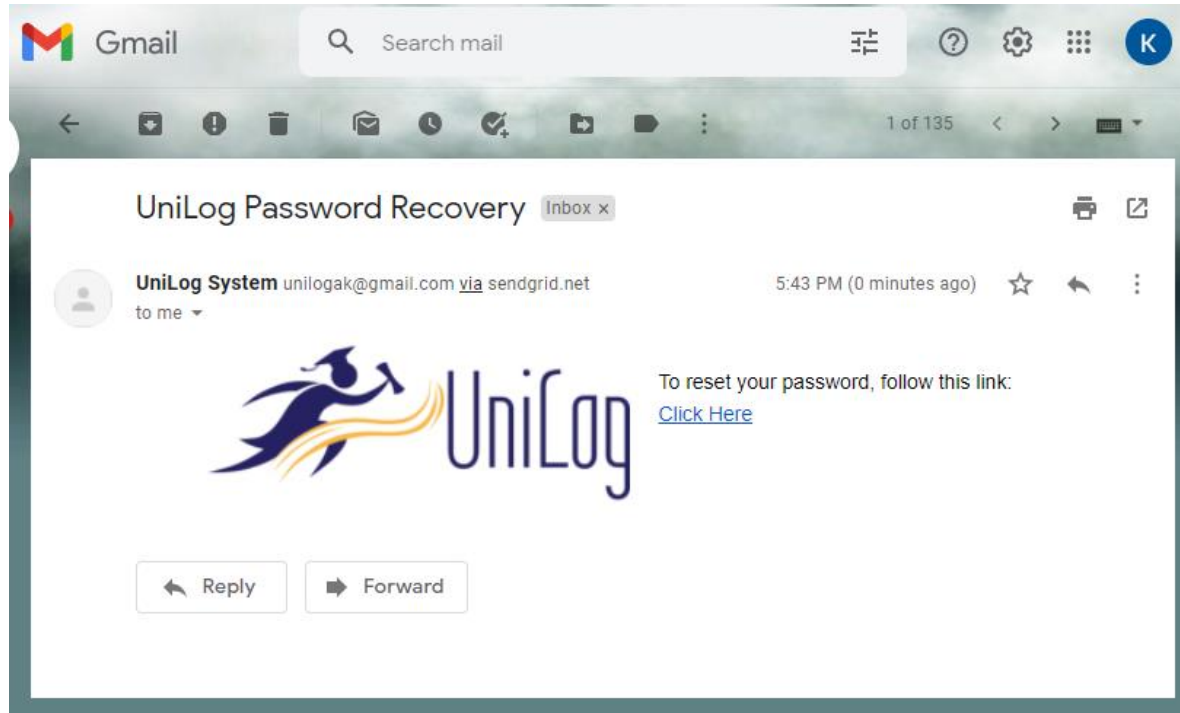 Gmail
Search mail
K
1 of 135
UniLog Password Recovery Inbox x
UniLog System unilogak@gmail.com via sendgrid.net 5:43 PM (0 minutes ago)
to me
UniLog
To reset your password, follow this link:
Click Here
Reply Forward